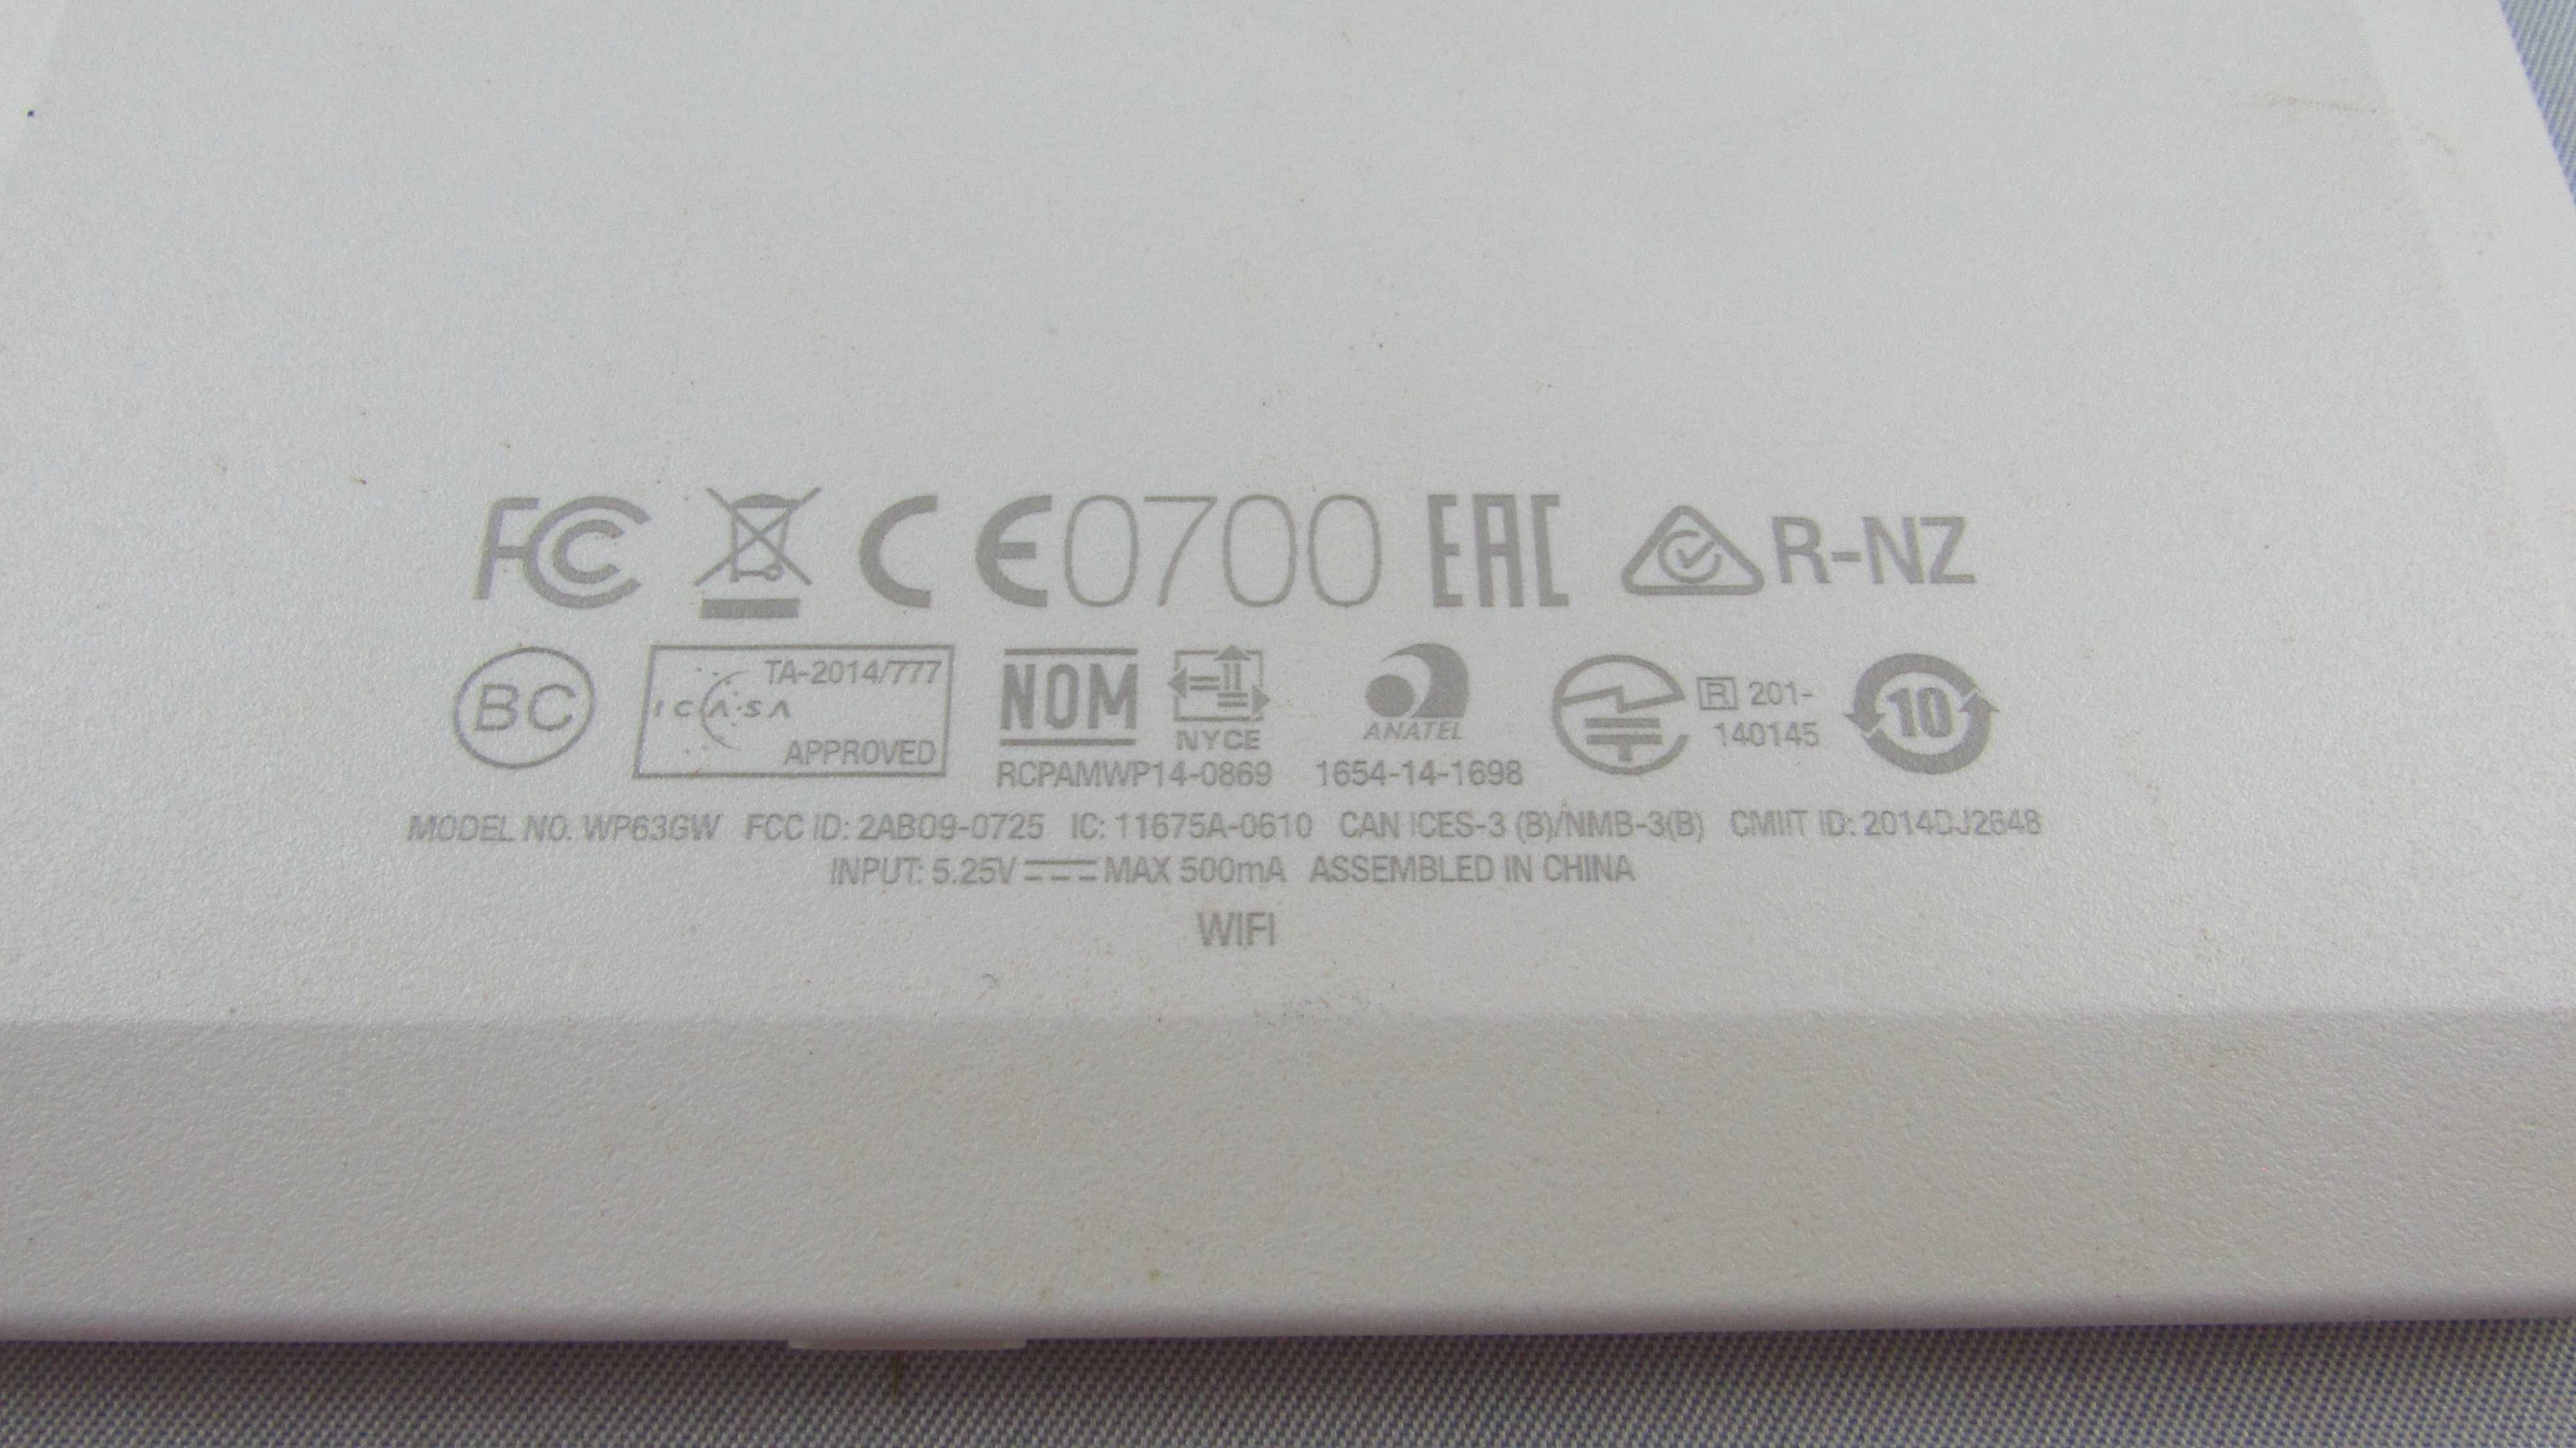 FC CE0700 EAC R-NZ
BC ICASA TA-2014/777 APPROVED NOM NYCE ANATEL R 201-140145 10
RCPAMWP14-0869 1654-14-1698
MODEL NO. WP63GW FCC ID: 2ABO9-0725 IC: 11675A-0610 CAN ICES-3 (B)/NMB-3(B) CMIIT ID: 2014DJ2648
INPUT: 5.25V MAX 500mA ASSEMBLED IN CHINA
WIFI